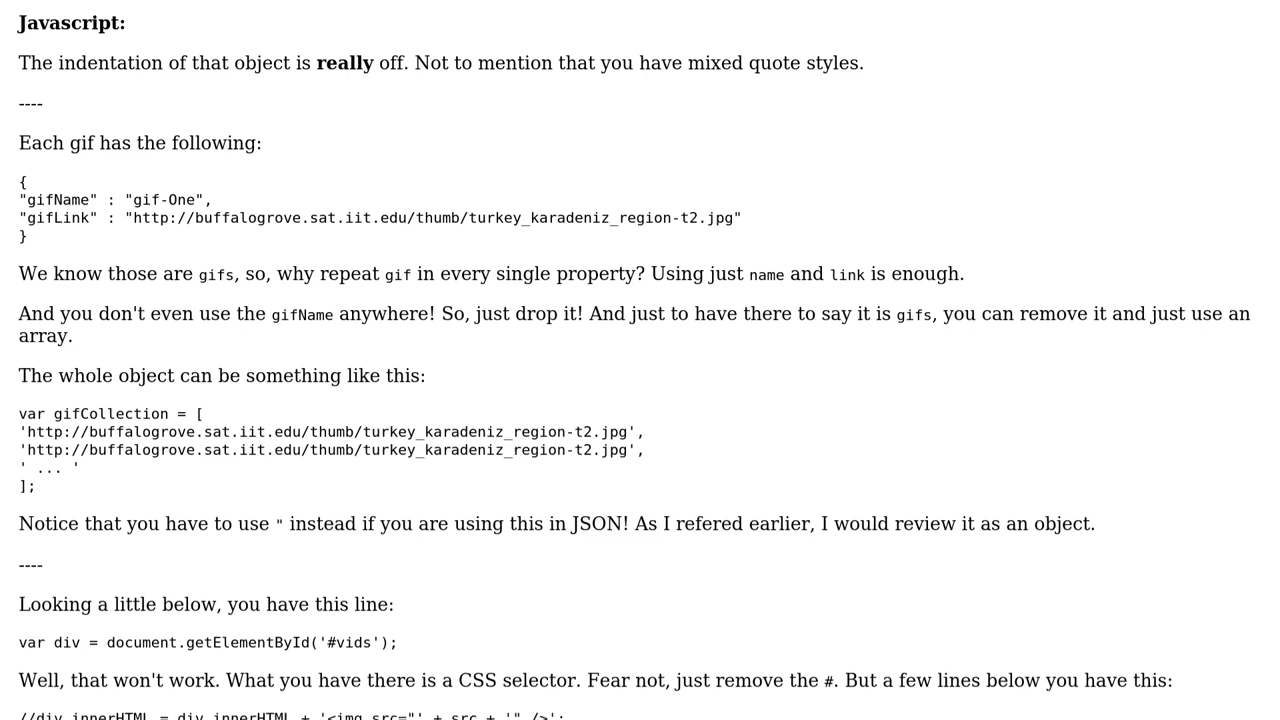 Javascript:
The indentation of that object is really off. Not to mention that you have mixed quote styles.
----
Each gif has the following:
{
"gifName" : "gif-One",
"gifLink" : "http://buffalogrove.sat.iit.edu/thumb/turkey_karadeniz_region-t2.jpg"
}
We know those are gifs, so, why repeat gif in every single property? Using just name and link is enough.
And you don't even use the gifName anywhere! So, just drop it! And just to have there to say it is gifs, you can remove it and just use an
array.
The whole object can be something like this:
var gifCollection = [
'http://buffalogrove.sat.iit.edu/thumb/turkey_karadeniz_region-t2.jpg',
'http://buffalogrove.sat.iit.edu/thumb/turkey_karadeniz_region-t2.jpg',
' ... '
];
Notice that you have to use " instead if you are using this in JSON! As I refered earlier, I would review it as an object.
----
Looking a little below, you have this line:
var div = document.getElementById('#vids');
Well, that won't work. What you have there is a CSS selector. Fear not, just remove the #. But a few lines below you have this:
//div.innerHTML = div.innerHTML + '<img src="' + src + '" />';